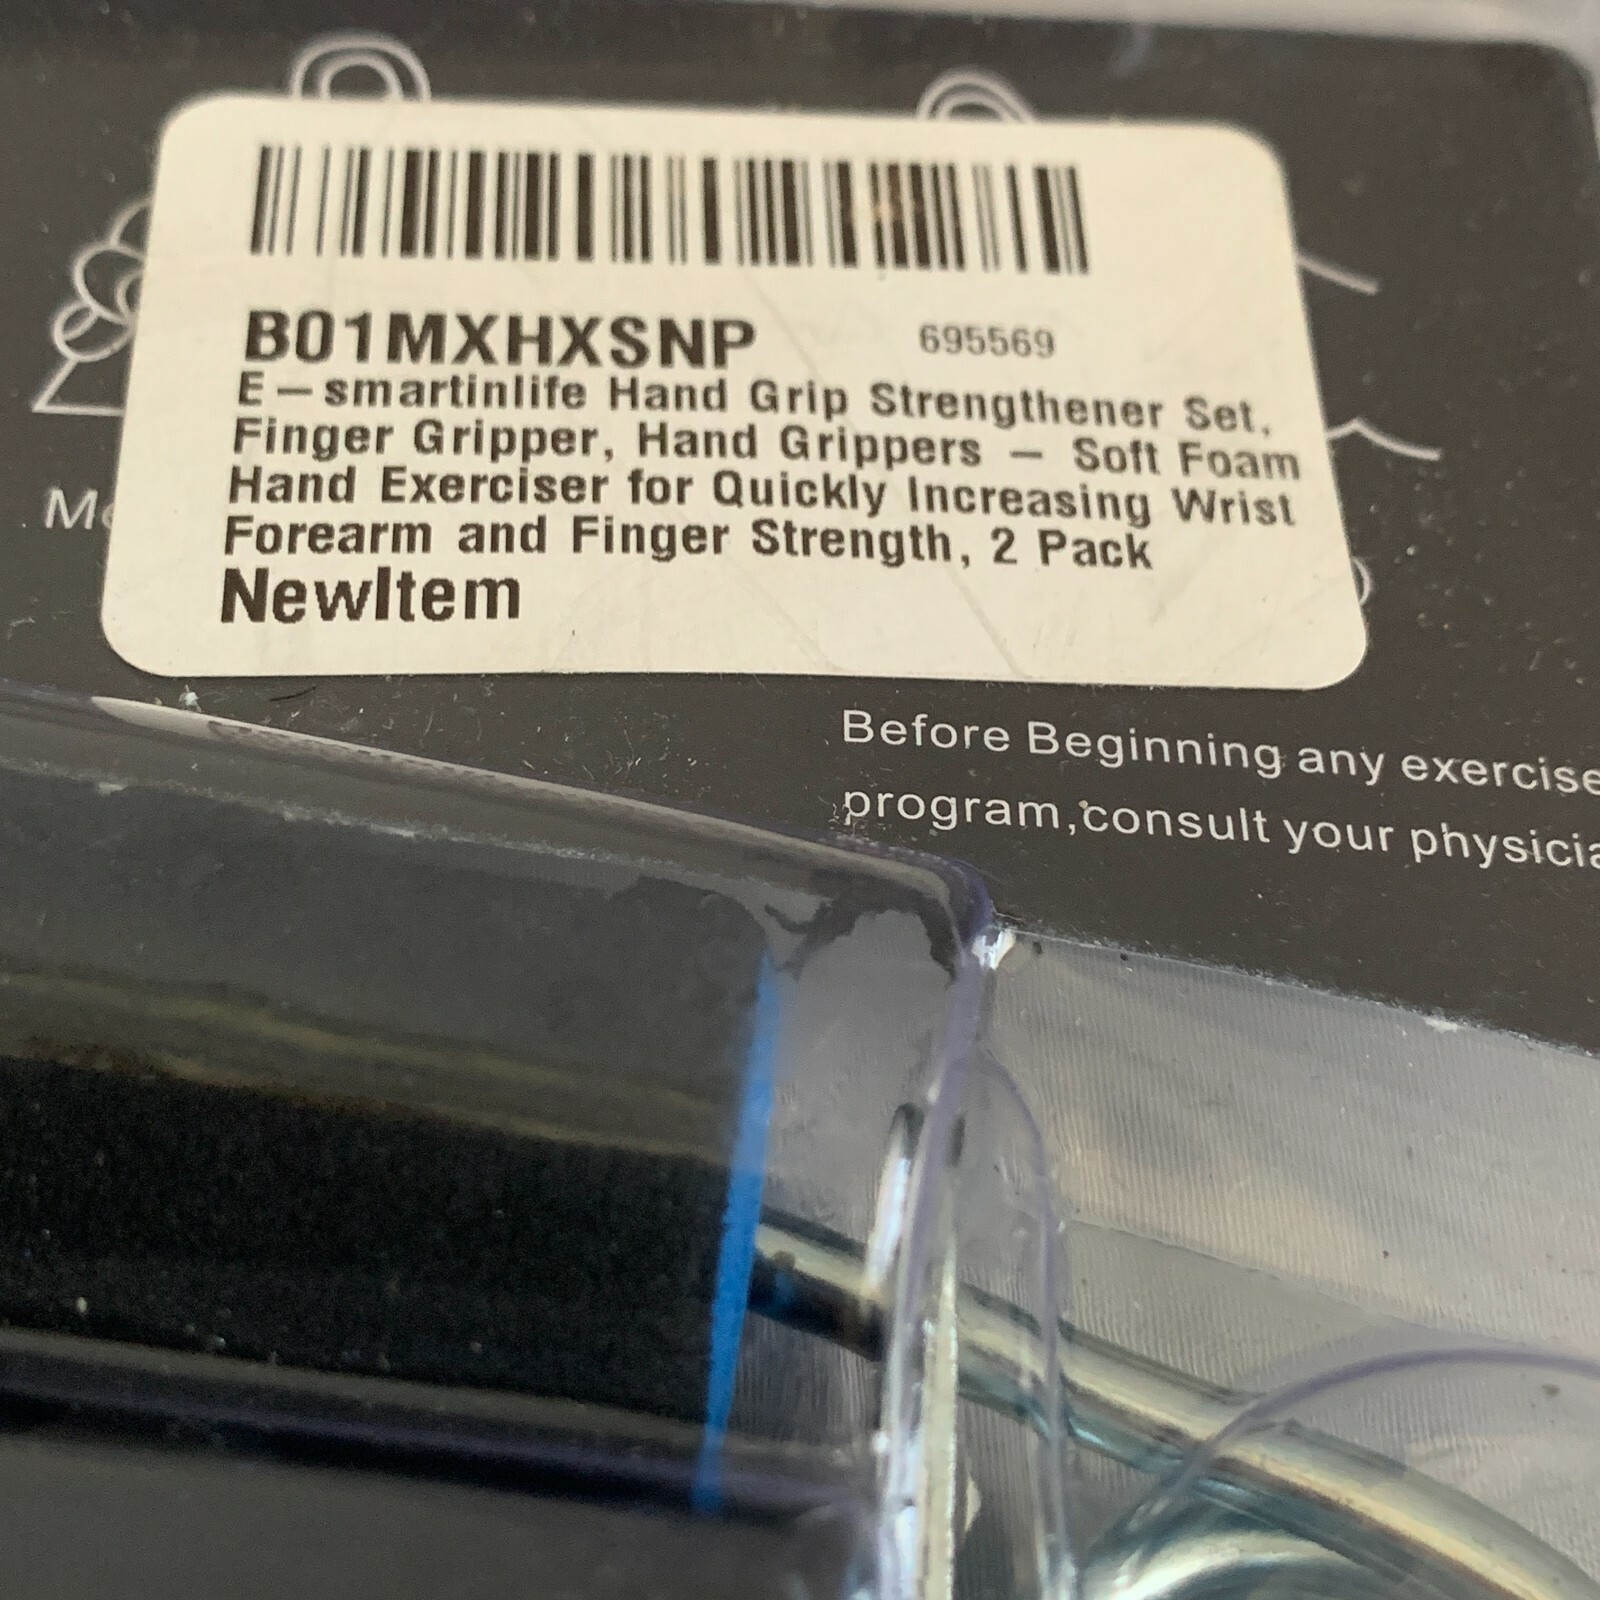 B01MXHXSNP 695569
E-smartinlife Hand Grip Strengthener Set,
Finger Gripper, Hand Grippers - Soft Foam
Hand Exerciser for Quickly Increasing Wrist
Forearm and Finger Strength, 2 Pack
NewItem
Before Beginning any exercise
program,consult your